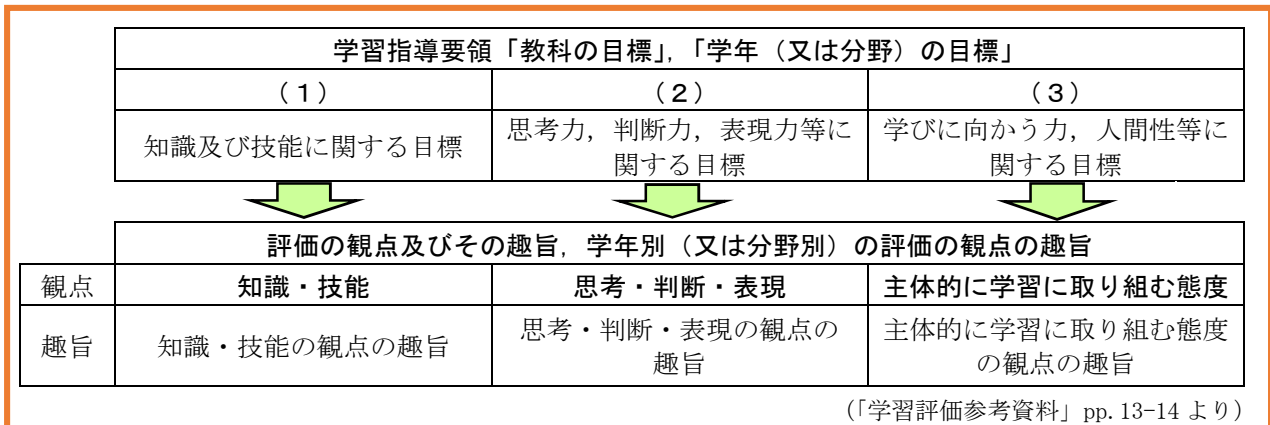 学習指導要領「教科の目標」,「学年（又は分野）の目標」
（１） （２） （３）
知識及び技能に関する目標
思考力，判断力，表現力等に
関する目標
学びに向かう力，人間性等に
関する目標
評価の観点及びその趣旨，学年別（又は分野別）の評価の観点の趣旨
観点 知識・技能 思考・判断・表現 主体的に学習に取り組む態度
趣旨 知識・技能の観点の趣旨
思考・判断・表現の観点の
趣旨
主体的に学習に取り組む態度
の観点の趣旨
（「学習評価参考資料」pp.13-14 より）